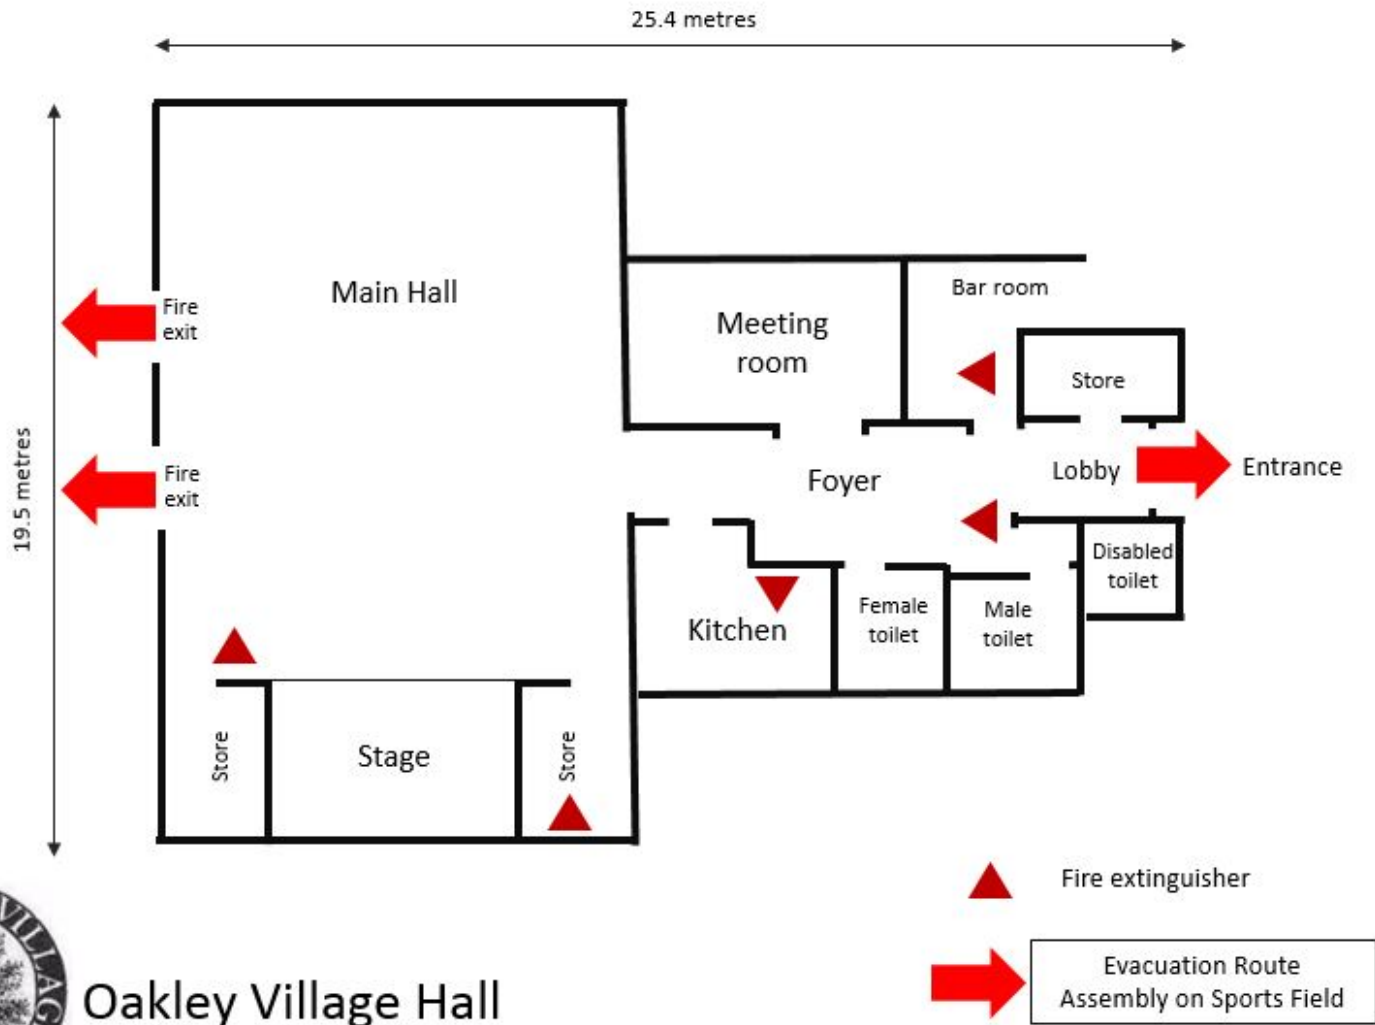 25.4 metres
19.5 metres
Main Hall
Fire
exit
Fire
exit
Meeting
room
Bar room
Store
Foyer
Lobby
Entrance
Disabled
toilet
Kitchen
Female
toilet
Male
toilet
Store
Stage
Store
Fire extinguisher
Evacuation Route
Assembly on Sports Field
Oakley Village Hall